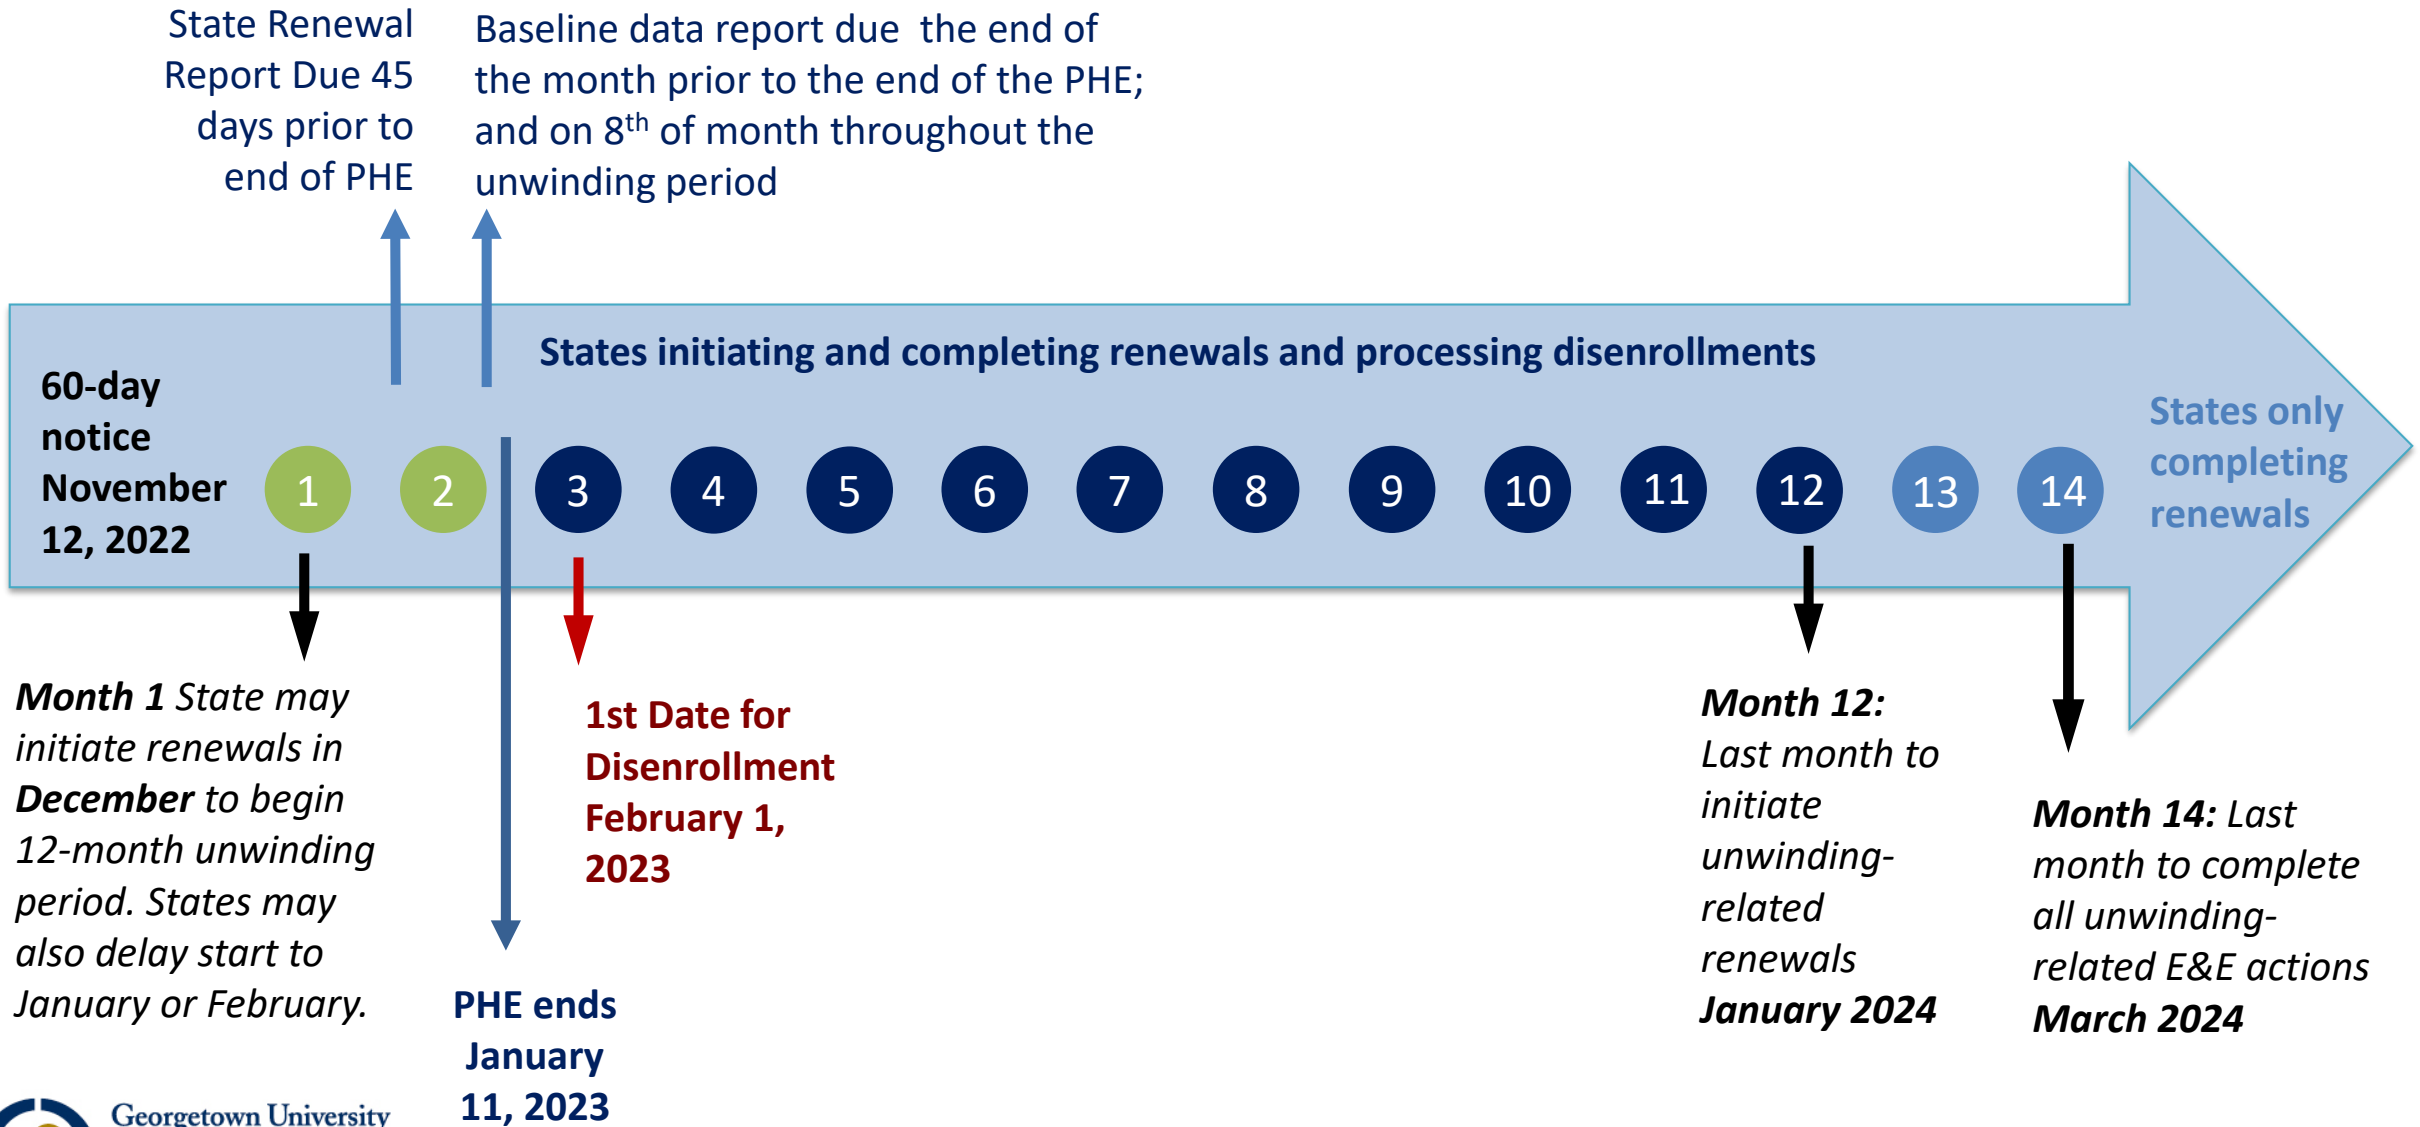 State Renewal
Report Due 45
days prior to
end of PHE
Baseline data report due  the end of
the month prior to the end of the PHE;
and on 8th of month throughout the
unwinding period
States initiating and completing renewals and processing disenrollments
60-day
notice
November
12, 2022
1
2
3
4
5
6
7
8
9
10
11
12
13
14
States only
completing
renewals
Month 1 State may
initiate renewals in
December to begin
12-month unwinding
period. States may
also delay start to
January or February.
PHE ends
January
11, 2023
1st Date for
Disenrollment
February 1,
2023
Month 12:
Last month to
initiate
unwinding-
related
renewals
January 2024
Month 14: Last
month to complete
all unwinding-
related E&E actions
March 2024
Georgetown University